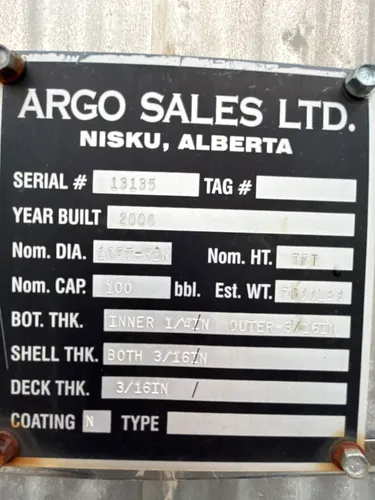 ARGO SALES LTD.
NISKU, ALBERTA
SERIAL # 13135 TAG #
YEAR BUILT 2006
Nom. DIA. Nom. HT.
Nom. CAP. 100 bbl. Est. WT.
BOT. THK. INNER 1/4IN OUTER-3/16IN
SHELL THK. BOTH 3/16IN /
DECK THK. 3/16IN /
COATING N TYPE